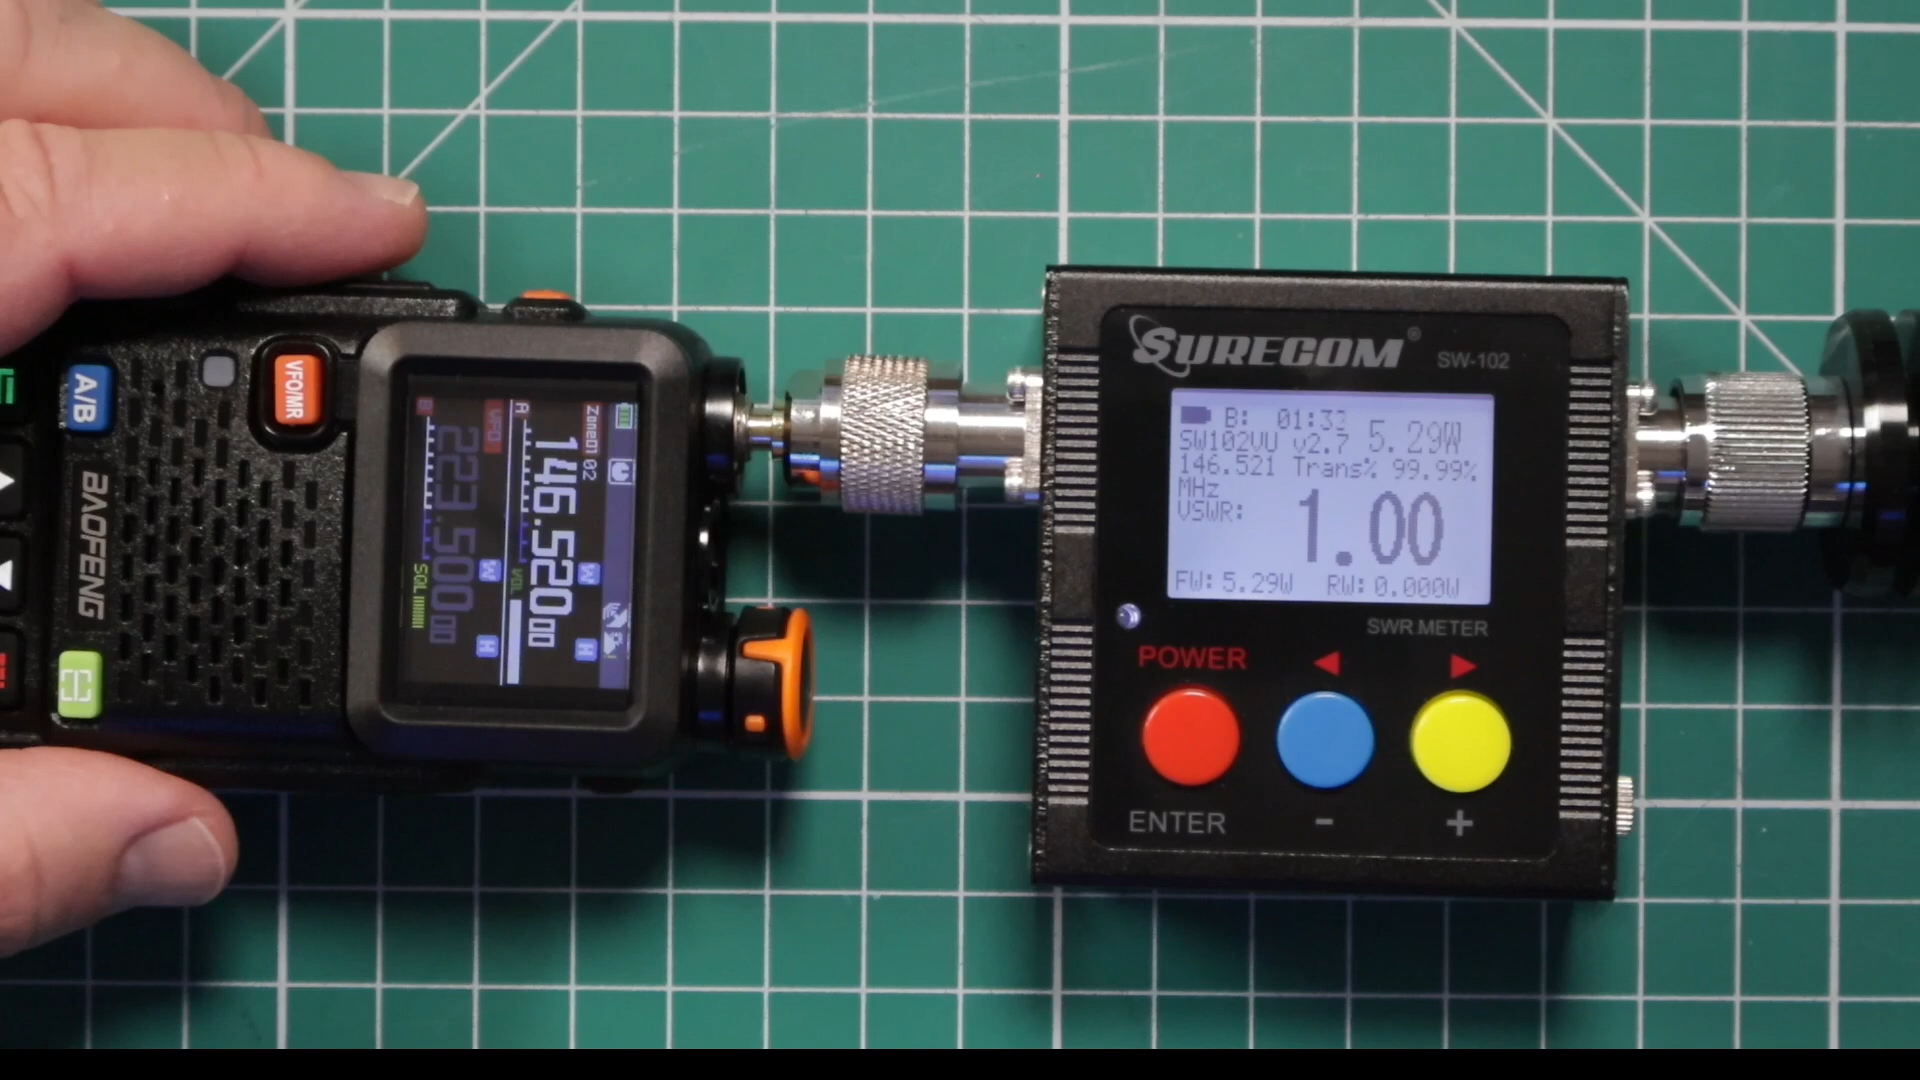 A/B
VFO/MR
BAOFENG
Zone01 02
A
146.52000
W
H
VOL
VFO
B
223.50000
W
H
SQL
SURECOM®
SW-102
B: 01:33
SW102VU v2.7 5.29W
146.521 Trans% 99.99%
MHz
VSWR: 1.00
FW: 5.29W RW: 0.000W
SWR METER
POWER
ENTER - +